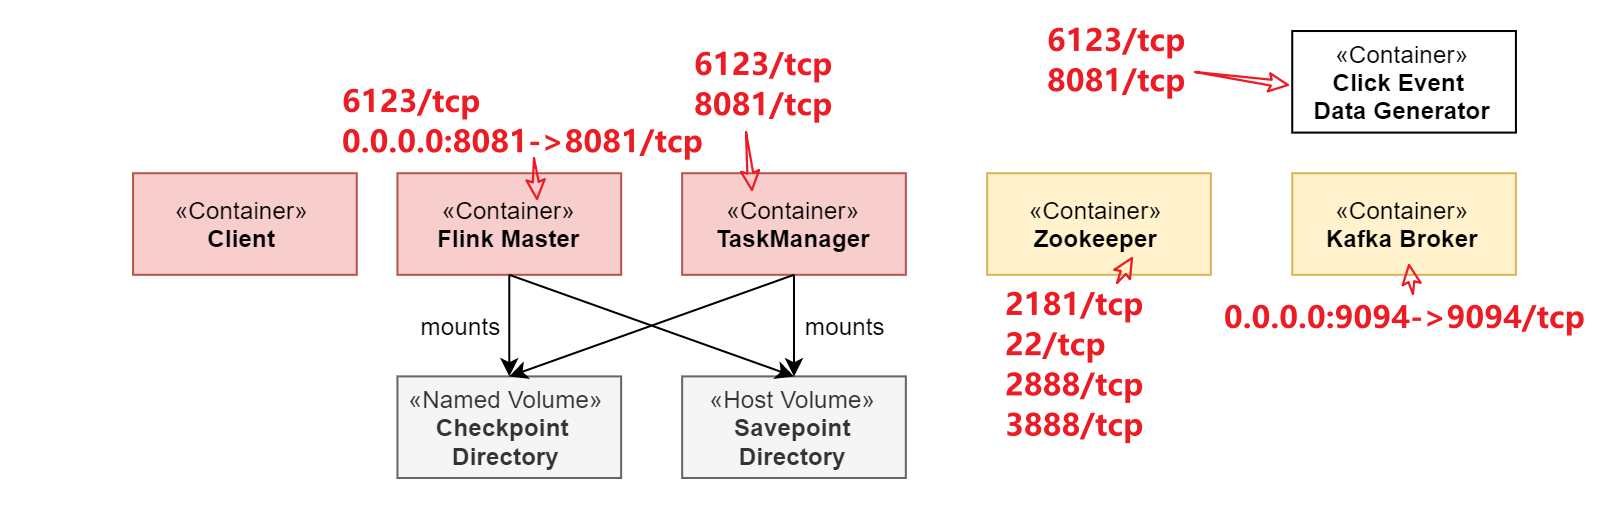 6123/tcp
8081/tcp
«Container»
Click Event
Data Generator
6123/tcp
8081/tcp
6123/tcp
0.0.0.0:8081->8081/tcp
«Container»
Client
«Container»
Flink Master
«Container»
TaskManager
«Container»
Zookeeper
«Container»
Kafka Broker
2181/tcp
22/tcp
2888/tcp
3888/tcp
0.0.0.0:9094->9094/tcp
mounts
mounts
«Named Volume»
Checkpoint
Directory
«Host Volume»
Savepoint
Directory